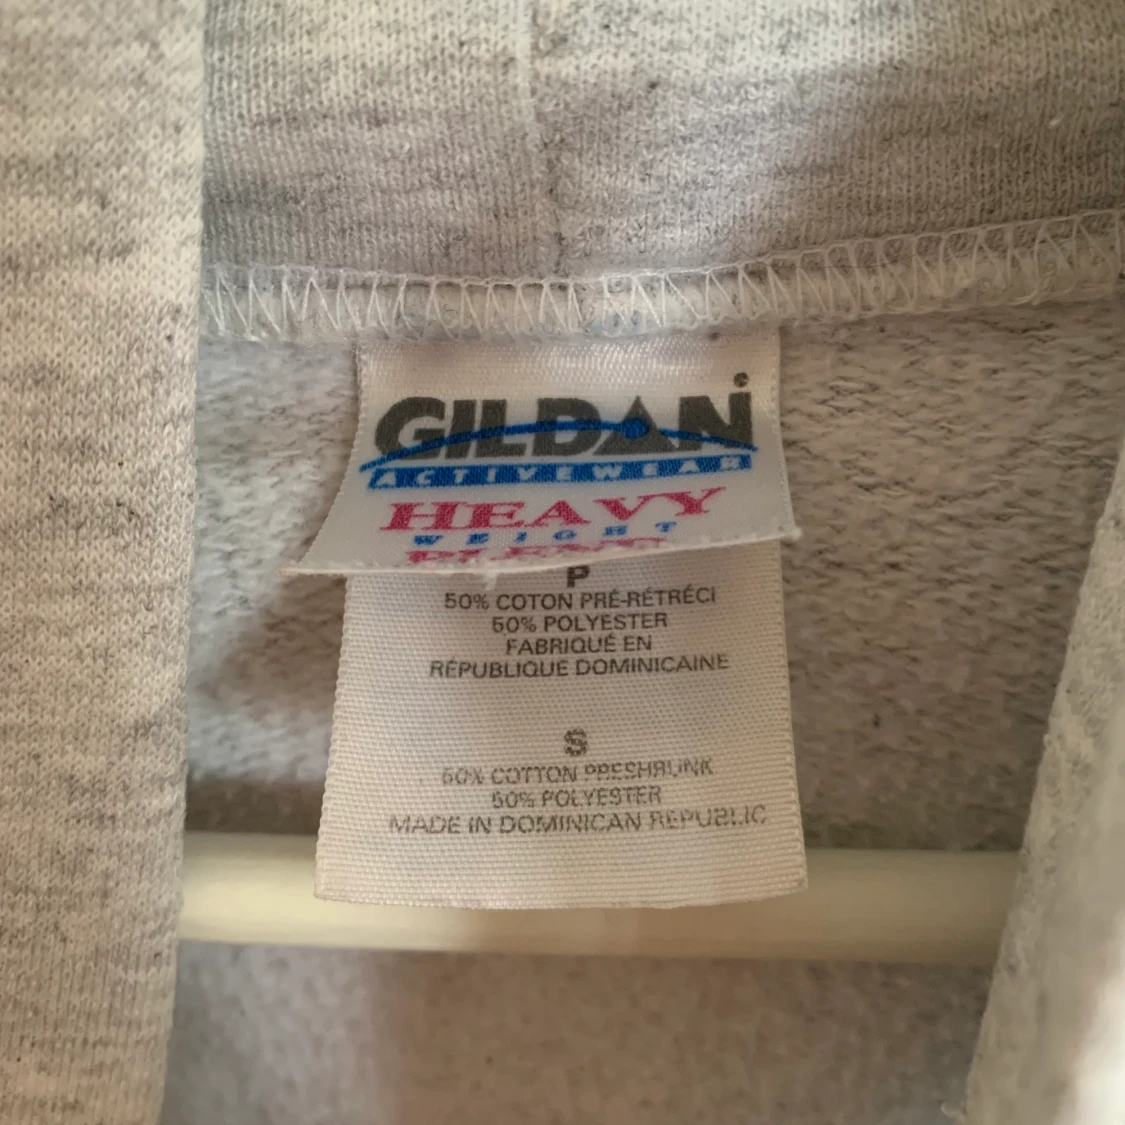 GILDAN
ACTIVEWEAR
HEAVY
WEIGHT
BLEND
P
50% COTON PRÉ-RÉTRÉCI
50% POLYESTER
FABRIQUÉ EN
RÉPUBLIQUE DOMINICAINE
S
50% COTTON PRESHRUNK
50% POLYESTER
MADE IN DOMINICAN REPUBLIC